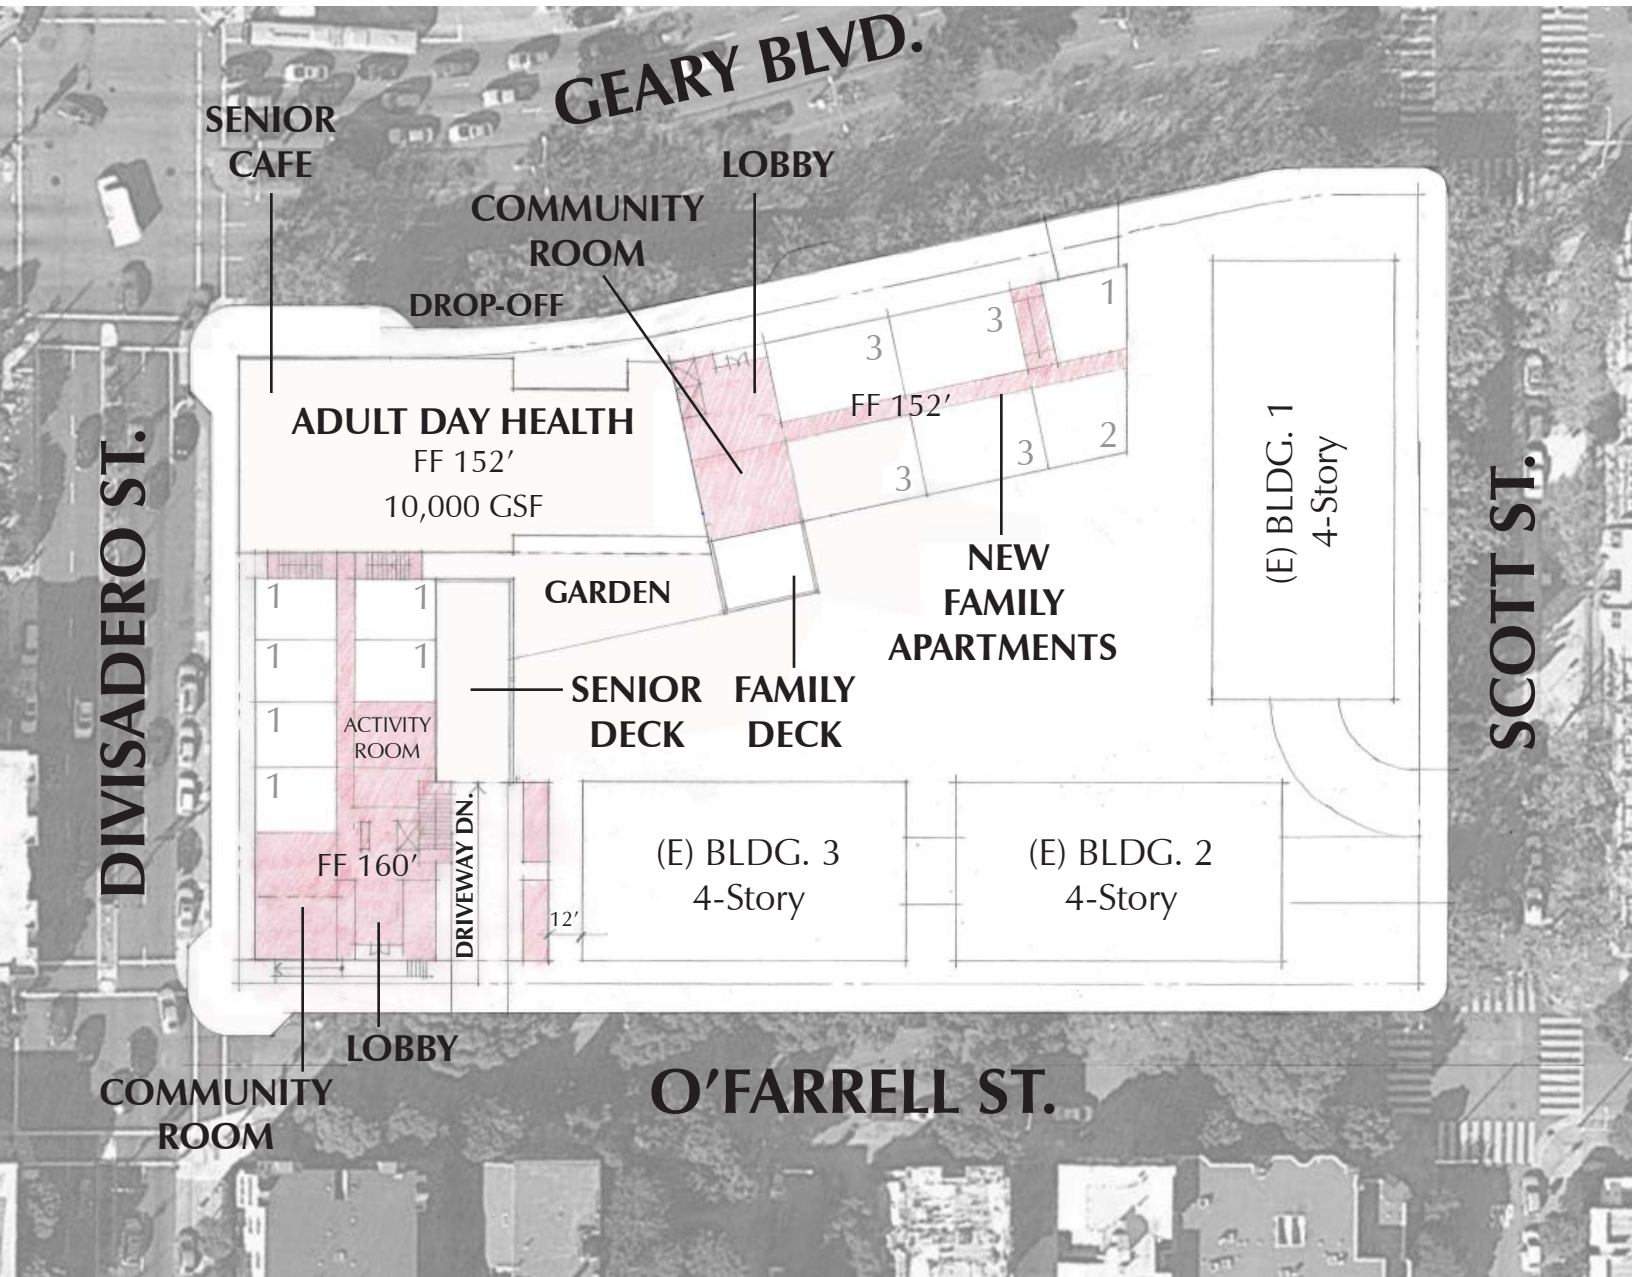 GEARY BLVD.
SENIOR
CAFE
LOBBY
COMMUNITY
ROOM
DROP-OFF
1
3
3
FF 152’
ADULT DAY HEALTH
FF 152’
10,000 GSF
2
3
3
(E) BLDG. 1
4-Story
DIVISADERO ST.
SCOTT ST.
NEW
FAMILY
APARTMENTS
GARDEN
1
1
1
1
SENIOR
DECK
FAMILY
DECK
1
ACTIVITY
ROOM
1
FF 160’
DRIVEWAY DN.
12’
(E) BLDG. 3
4-Story
(E) BLDG. 2
4-Story
LOBBY
COMMUNITY
ROOM
O’FARRELL ST.